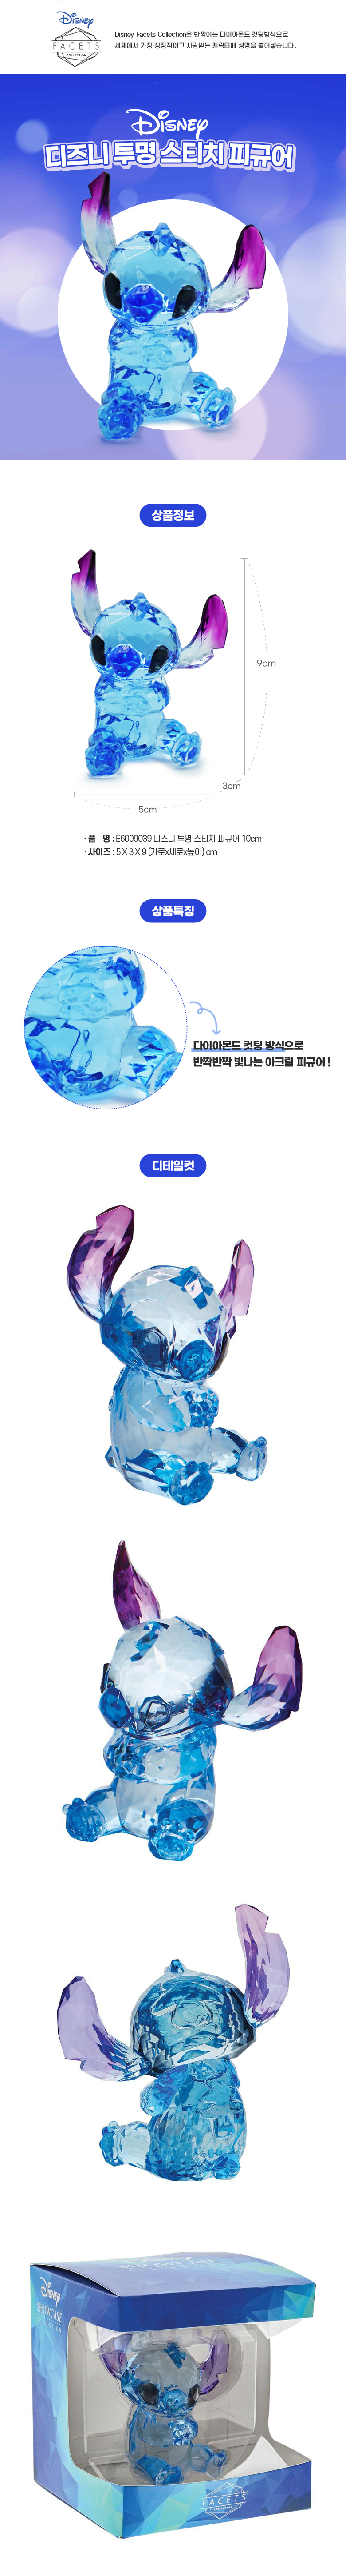 Disney
FACETS
COLLECTION
Disney Facets Collection은 반짝이는 다이아몬드 컷팅방식으로
세계에서 가장 상징적이고 사랑받는 캐릭터에 생명을 불어넣습니다.
Disney
디즈니 투명 스티치 피규어
상품정보
9cm
3cm
5cm
· 품 명 : E6009039 디즈니 투명 스티치 피규어 10cm
· 사이즈 : 5 X 3 X 9 (가로x세로x높이) cm
상품특징
다이아몬드 컷팅 방식으로
반짝반짝 빛나는 아크릴 피규어 !
디테일컷
Disney
SHOWCASE
COLLECTION
FACETS